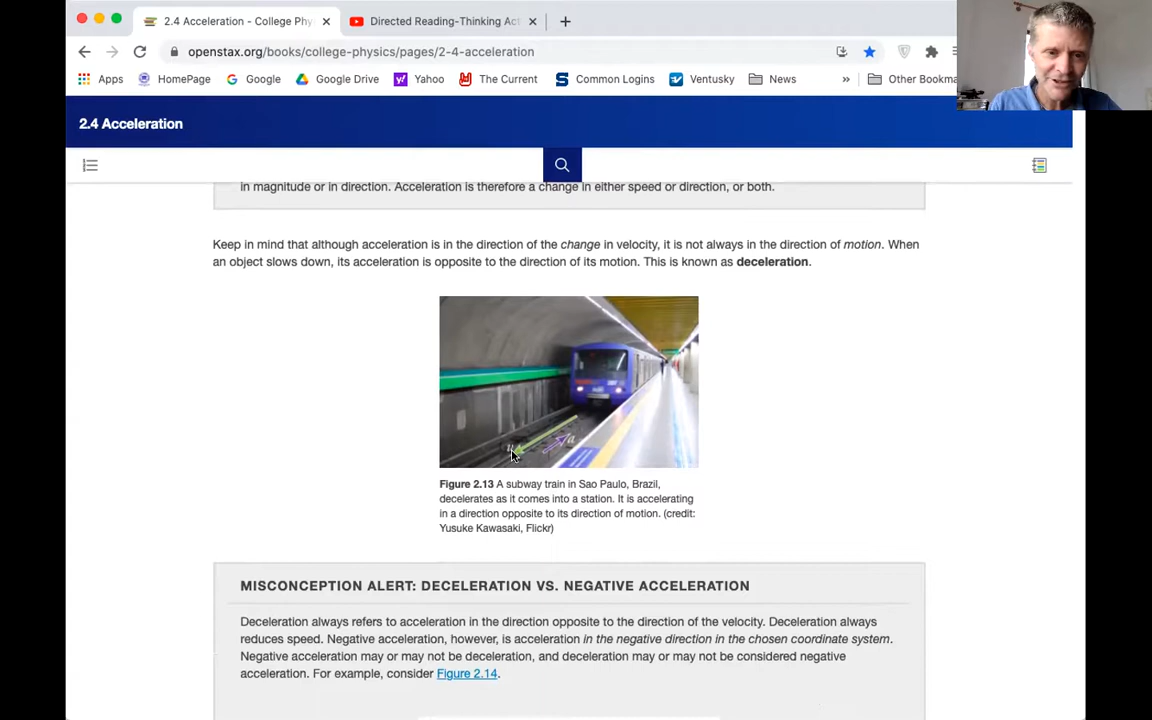 2.4 Acceleration - College Phy
Directed Reading-Thinking Act
openstax.org/books/college-physics/pages/2-4-acceleration
Apps HomePage Google Google Drive Yahoo The Current Common Logins Ventusky News » Other Bookma
2.4 Acceleration
in magnitude or in direction. Acceleration is therefore a change in either speed or direction, or both.
Keep in mind that although acceleration is in the direction of the change in velocity, it is not always in the direction of motion. When
an object slows down, its acceleration is opposite to the direction of its motion. This is known as deceleration.
a
Figure 2.13 A subway train in Sao Paulo, Brazil,
decelerates as it comes into a station. It is accelerating
in a direction opposite to its direction of motion. (credit:
Yusuke Kawasaki, Flickr)
MISCONCEPTION ALERT: DECELERATION VS. NEGATIVE ACCELERATION
Deceleration always refers to acceleration in the direction opposite to the direction of the velocity. Deceleration always
reduces speed. Negative acceleration, however, is acceleration in the negative direction in the chosen coordinate system.
Negative acceleration may or may not be deceleration, and deceleration may or may not be considered negative
acceleration. For example, consider Figure 2.14.